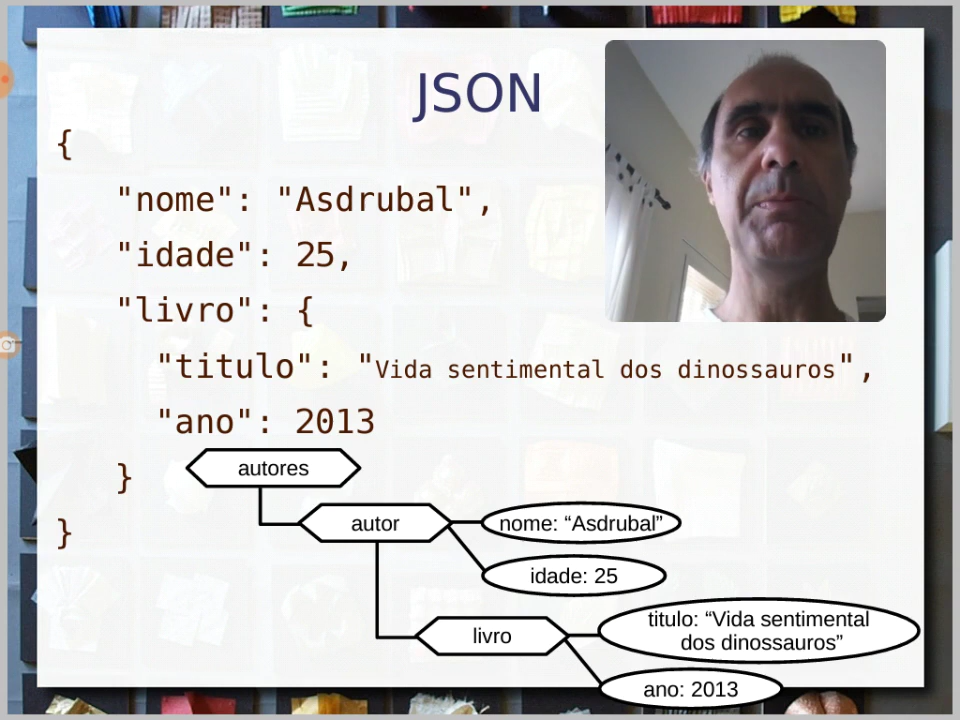 JSON
{
"nome": "Asdrubal",
"idade": 25,
"livro": {
"titulo": "Vida sentimental dos dinossauros",
"ano": 2013
}
}
autores
autor
nome: “Asdrubal”
idade: 25
livro
titulo: “Vida sentimental
dos dinossauros”
ano: 2013